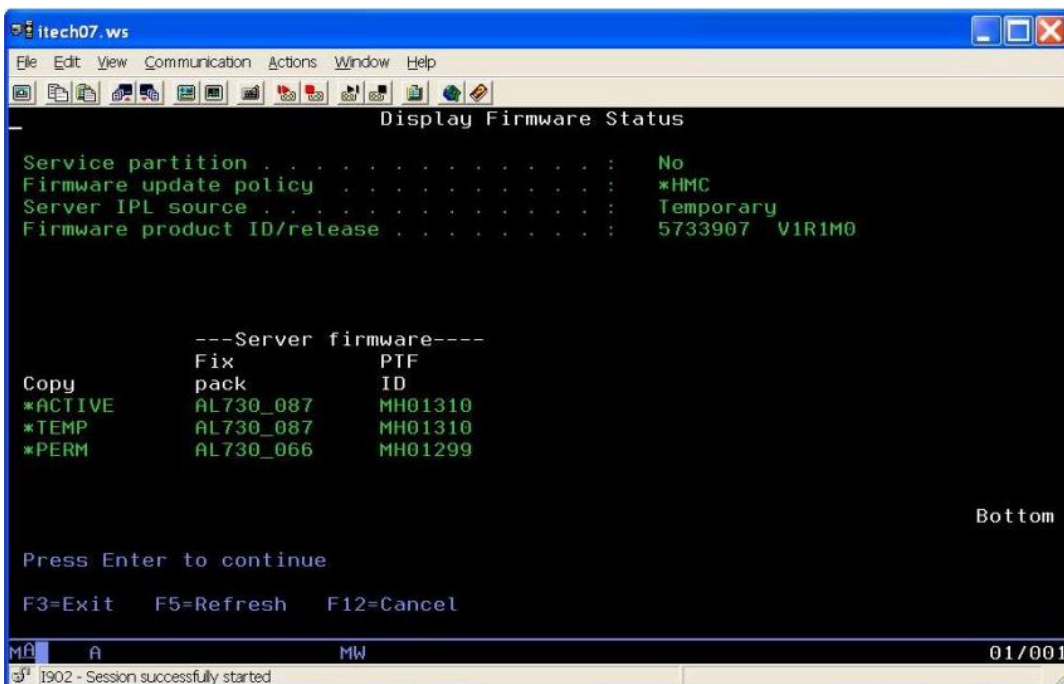 itech07.ws
File Edit View Communication Actions Window Help
Display Firmware Status
Service partition . . . . . . . . . . . . . . . : No
Firmware update policy . . . . . . . . . . . . : *HMC
Server IPL source . . . . . . . . . . . . . . . : Temporary
Firmware product ID/release . . . . . . . . . : 5733907 V1R1M0
---Server firmware----
Fix PTF
Copy pack ID
*ACTIVE AL730_087 MH01310
*TEMP AL730_087 MH01310
*PERM AL730_066 MH01299
Bottom
Press Enter to continue
F3=Exit F5=Refresh F12=Cancel
MA A MW 01/001
I902 - Session successfully started